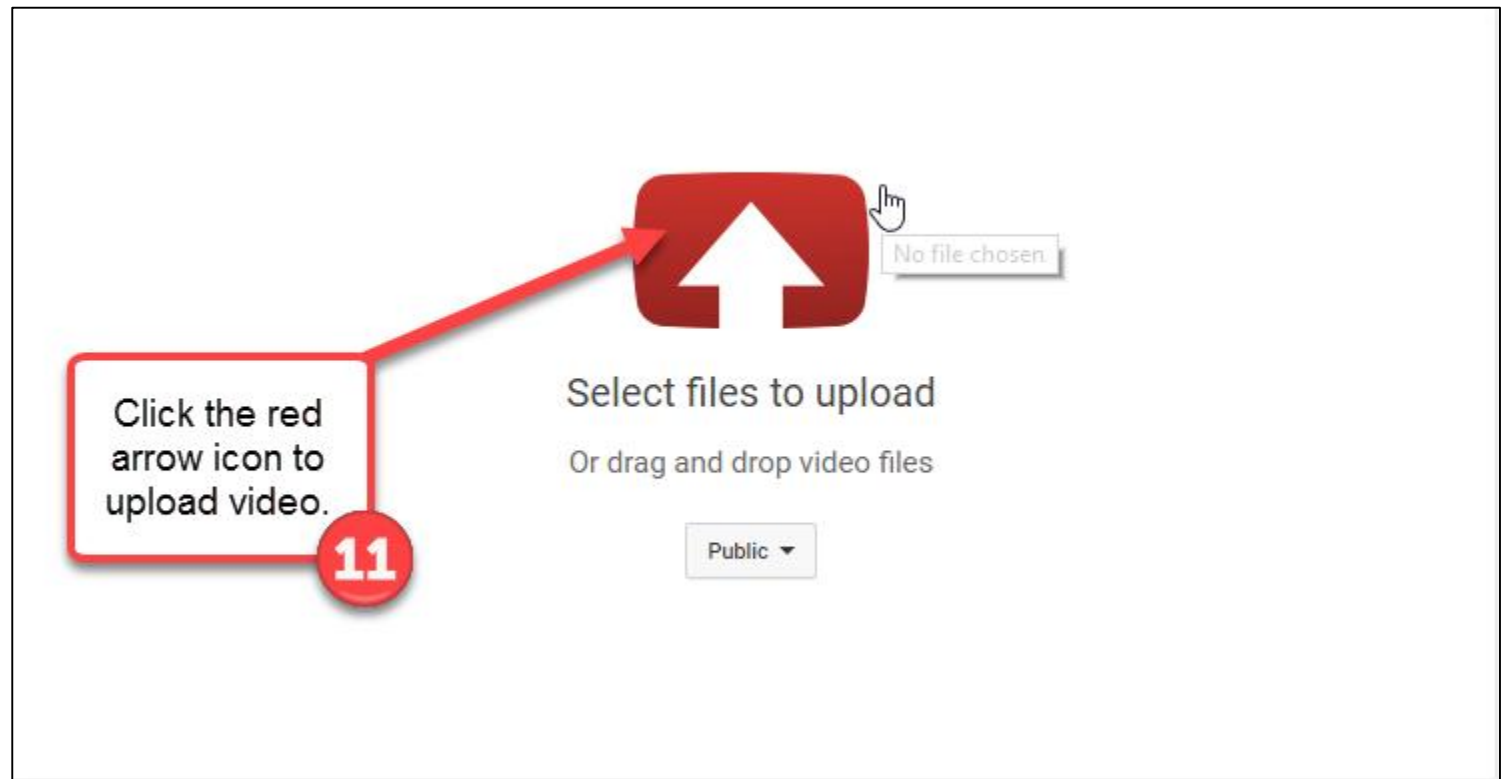 No file chosen
Select files to upload
Or drag and drop video files
Public
Click the red
arrow icon to
upload video.
11